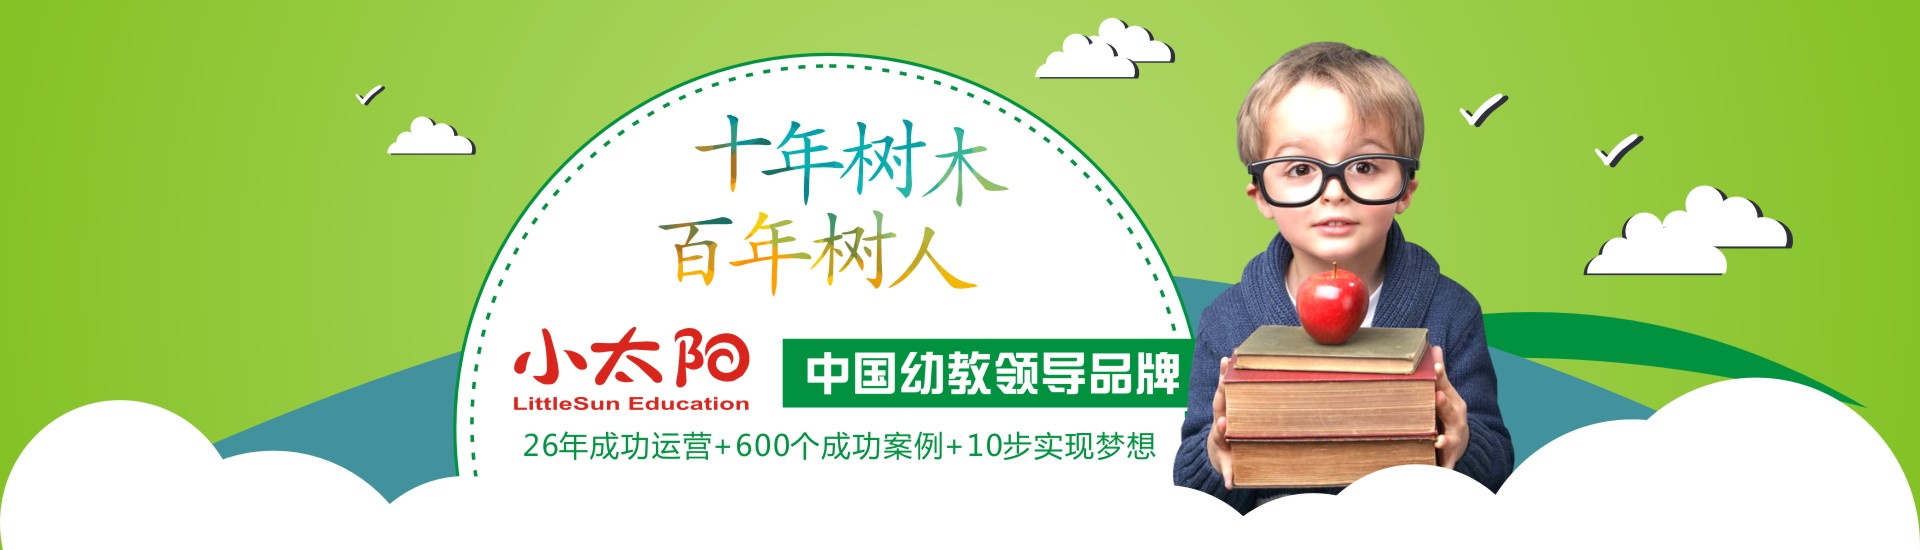 十年树木
百年树人
小太阳
LittleSun Education
中国幼教领导品牌
26年成功运营+600个成功案例+10步实现梦想